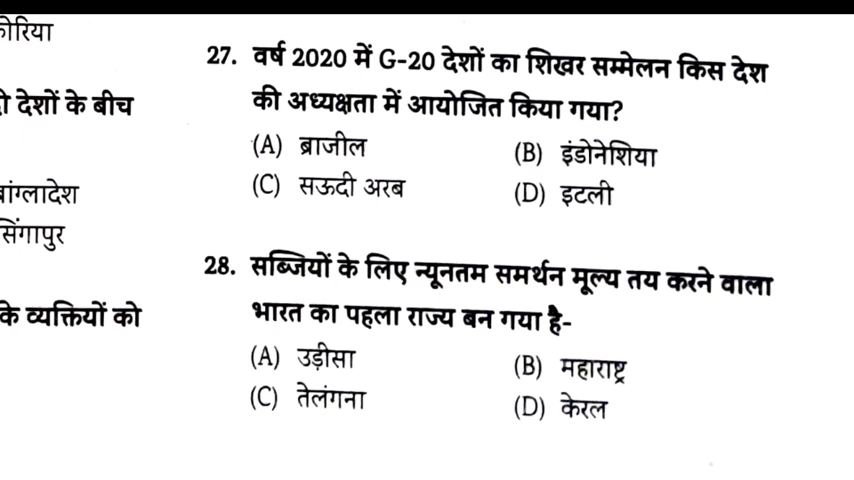 कोरिया
27. वर्ष 2020 में G-20 देशों का शिखर सम्मेलन किस देश
की अध्यक्षता में आयोजित किया गया?
(A) ब्राजील (B) इंडोनेशिया
(C) सऊदी अरब (D) इटली
देशों के बीच
बांग्लादेश
सिंगापुर
28. सब्जियों के लिए न्यूनतम समर्थन मूल्य तय करने वाला
भारत का पहला राज्य बन गया है-
(A) उड़ीसा (B) महाराष्ट्र
(C) तेलंगना (D) केरल
के व्यक्तियों को